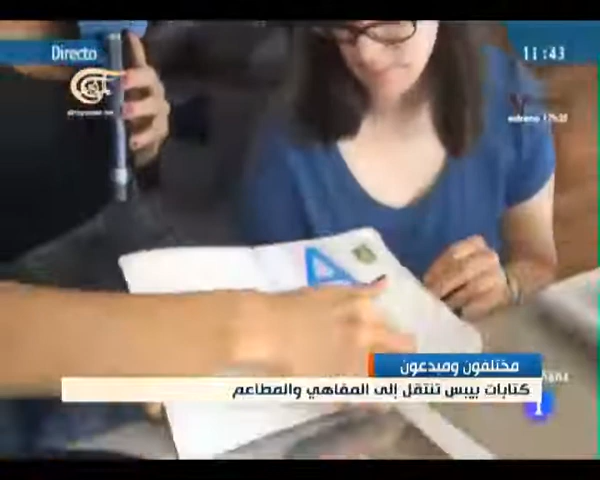 Directo
11:43
مختلفون ومبدعون
كتابات بيبس تنتقل إلى المقاهي والمطاعم